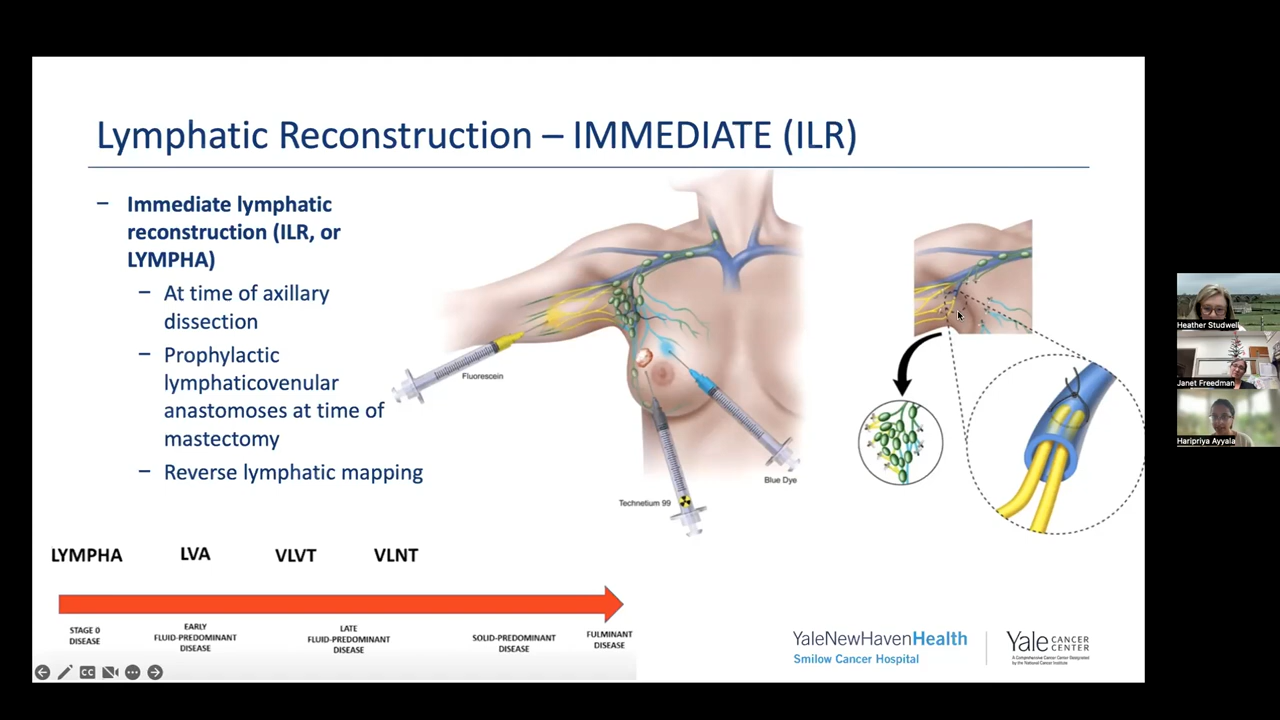 Lymphatic Reconstruction – IMMEDIATE (ILR)
– Immediate lymphatic
reconstruction (ILR, or
LYMPHA)
– At time of axillary
dissection
– Prophylactic
lymphaticovenular
anastomoses at time of
mastectomy
– Reverse lymphatic mapping
Fluorescein
Technetium 99
Blue Dye
LYMPHA LVA VLVT VLNT
STAGE 0
DISEASE
EARLY
FLUID-PREDOMINANT
DISEASE
LATE
FLUID-PREDOMINANT
DISEASE
SOLID-PREDOMINANT
DISEASE
FULMINANT
DISEASE
YaleNewHavenHealth
Smilow Cancer Hospital
Yale CANCER
CENTER
A Comprehensive Cancer Center Designated
by the National Cancer Institute
CC
Heather Studwell
Janet Freedman
Haripriya Ayyala